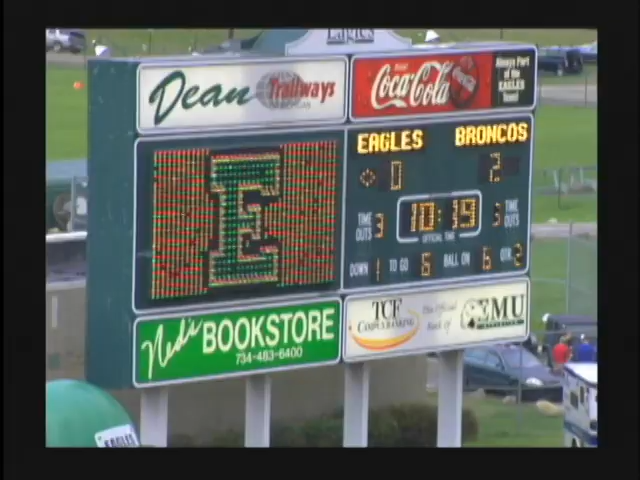 Eagles
Dean Trailways
Coca-Cola
Always Part
of the
EAGLES
Team!
EAGLES BRONCOS
0 2
E
TIME
OUTS 3
10:19
OFFICIAL TIME
3 TIME
OUTS
DOWN 1 TO GO 6 BALL ON 6 QTR 2
Ned's BOOKSTORE
734-483-6400
TCF
CAMPUS BANKING
The Official
Bank of
EMU
EAGLES